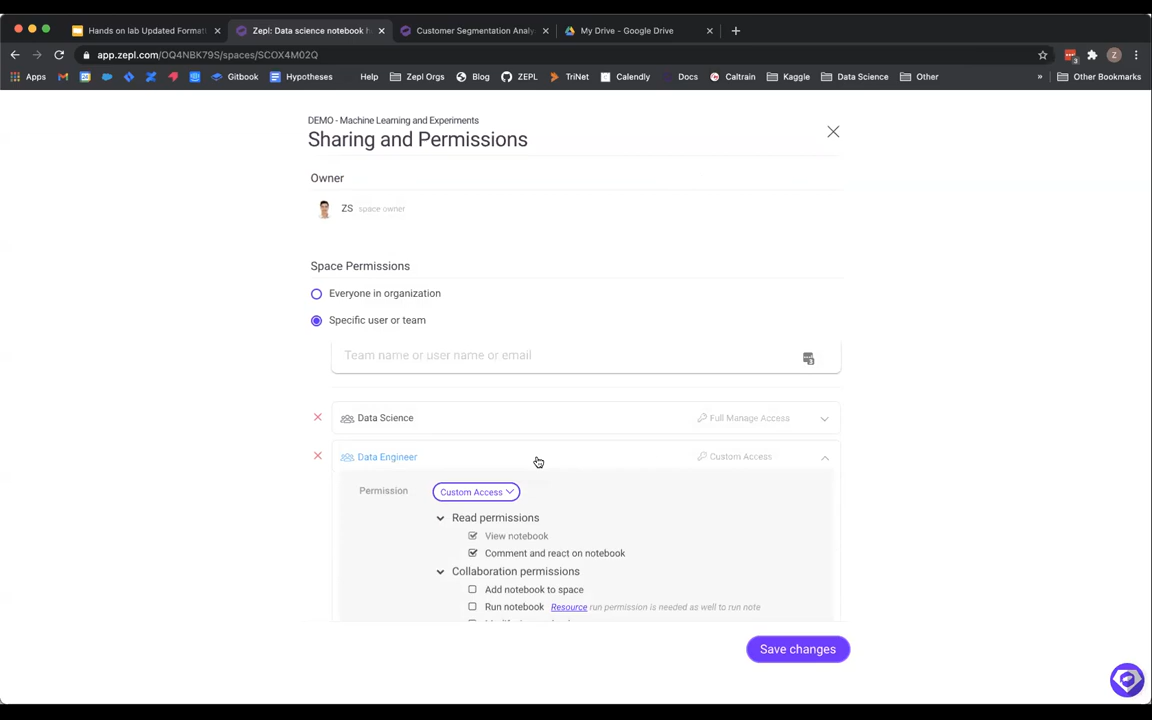 Hands on lab Updated Format
Zepl: Data science notebook h
Customer Segmentation Analy
My Drive - Google Drive
app.zepl.com/OQ4NBK79S/spaces/SCOX4M02Q
Z
Apps
Gitbook
Hypotheses
Help
Zepl Orgs
Blog
ZEPL
TriNet
Calendly
Docs
Caltrain
Kaggle
Data Science
Other
»
Other Bookmarks
DEMO - Machine Learning and Experiments
Sharing and Permissions
Owner
ZS space owner
Space Permissions
Everyone in organization
Specific user or team
Team name or user name or email
Data Science
Full Manage Access
Data Engineer
Custom Access
Permission
Custom Access
Read permissions
View notebook
Comment and react on notebook
Collaboration permissions
Add notebook to space
Run notebook Resource run permission is needed as well to run note
Save changes